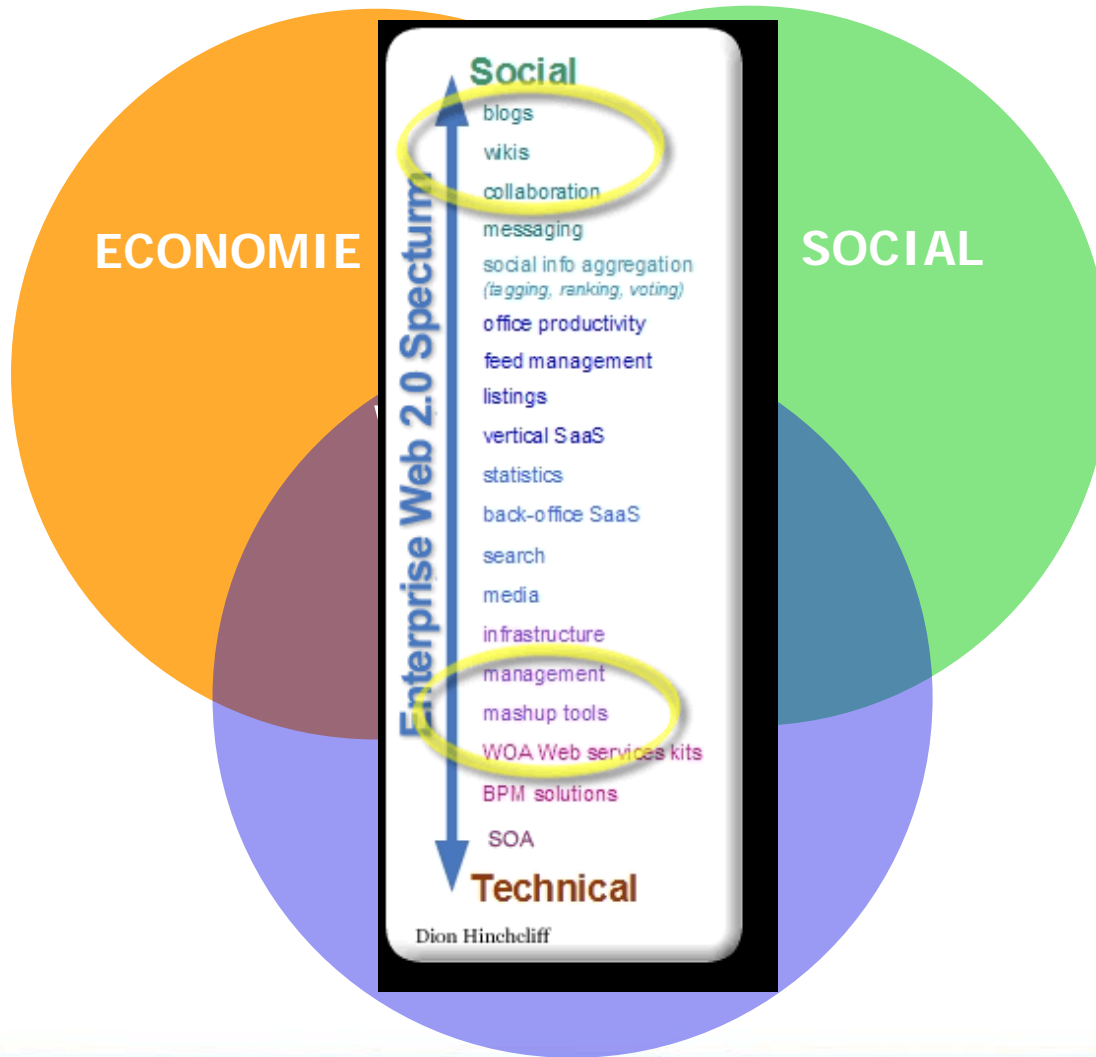 Social
blogs
wikis
collaboration
messaging
social info aggregation
(tagging, ranking, voting)
office productivity
feed management
listings
vertical SaaS
statistics
back-office SaaS
search
media
infrastructure
management
mashup tools
WOA Web services kits
BPM solutions
SOA
Technical
Enterprise Web 2.0 Specturm
Dion Hinchcliff
ECONOMIE
SOCIAL